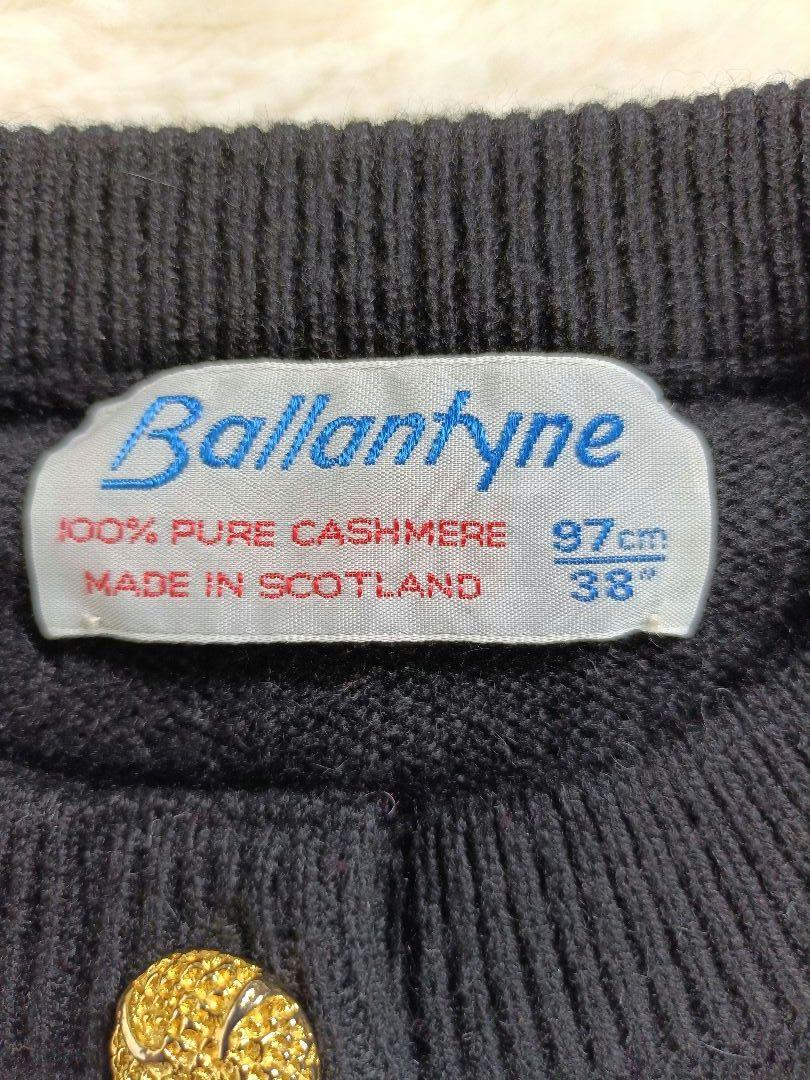 Ballantyne
100% PURE CASHMERE
MADE IN SCOTLAND
97cm
38"